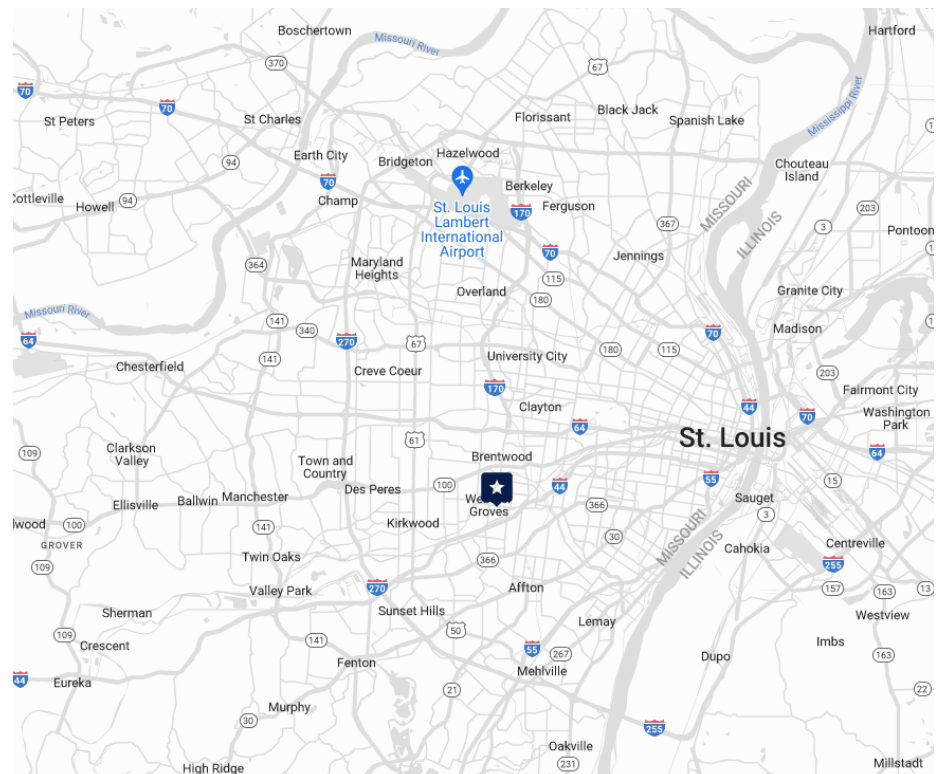 Boschertown
Missouri River
Hartford
370
67
70
70
St Peters
St Charles
Florissant
Black Jack
Spanish Lake
Mississippi River
94
Earth City
Bridgeton
Hazelwood
Chouteau
Island
Cottleville
Howell
94
70
Champ
Berkeley
170
Ferguson
St. Louis
Lambert
International
Airport
367
MISSOURI
ILLINOIS
203
3
Pontoon
364
Maryland
Heights
70
115
Jennings
Overland
180
Granite City
Missouri River
64
141
340
270
67
141
University City
180
115
70
Madison
Chesterfield
Creve Coeur
170
203
Fairmont City
Clayton
44
70
Washington
Park
64
61
St. Louis
64
109
Clarkson
Valley
Town and
Country
Brentwood
Des Peres
100
44
55
15
Ellisville
Ballwin
Manchester
Groves
366
Sauget
3
100
GROVER
141
Kirkwood
30
MISSOURI
ILLINOIS
Cahokia
Centreville
109
Twin Oaks
366
255
Valley Park
270
Affton
157
163
13
Sherman
Sunset Hills
Lemay
Westview
109
Crescent
141
50
55
267
Imbs
44
Eureka
Fenton
Mehlville
Dupo
163
21
22
Murphy
30
255
High Ridge
Oakville
231
Millstadt